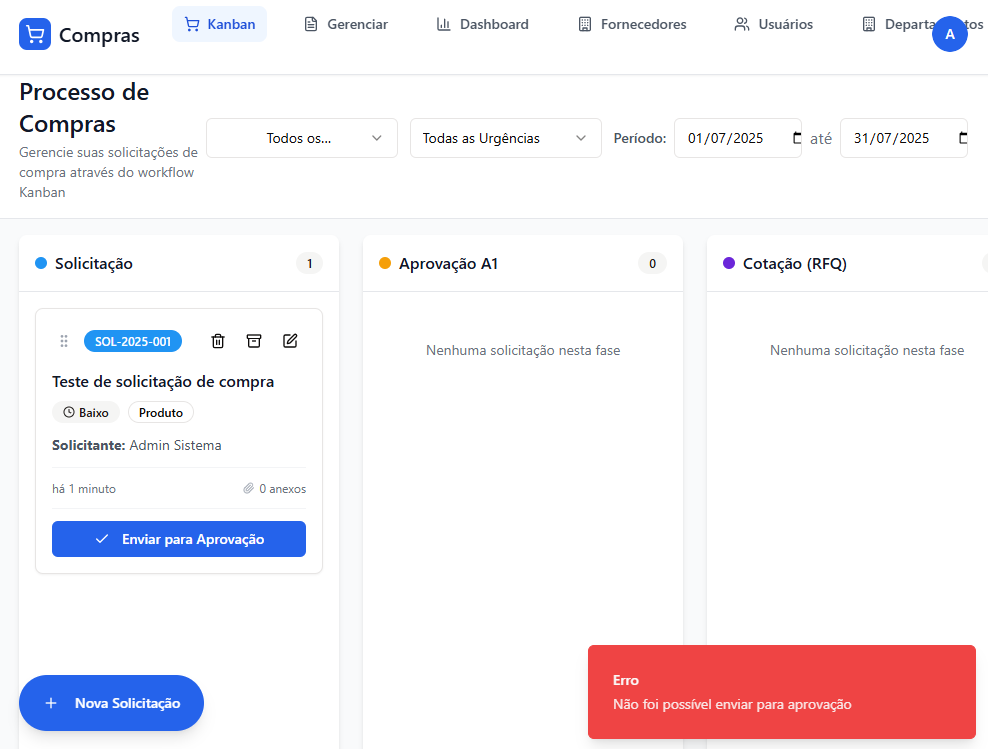 Compras
Kanban
Gerenciar
Dashboard
Fornecedores
Usuários
A
Processo de
Compras
Gerencie suas solicitações de
compra através do workflow
Kanban
Todos os...
Todas as Urgências
Período:
01/07/2025
até
31/07/2025
Solicitação
1
Aprovação A1
0
Cotação (RFQ)
SOL-2025-001
Teste de solicitação de compra
Baixo
Produto
Solicitante: Admin Sistema
há 1 minuto
0 anexos
Enviar para Aprovação
Nenhuma solicitação nesta fase
Nenhuma solicitação nesta fase
Nova Solicitação
Erro
Não foi possível enviar para aprovação